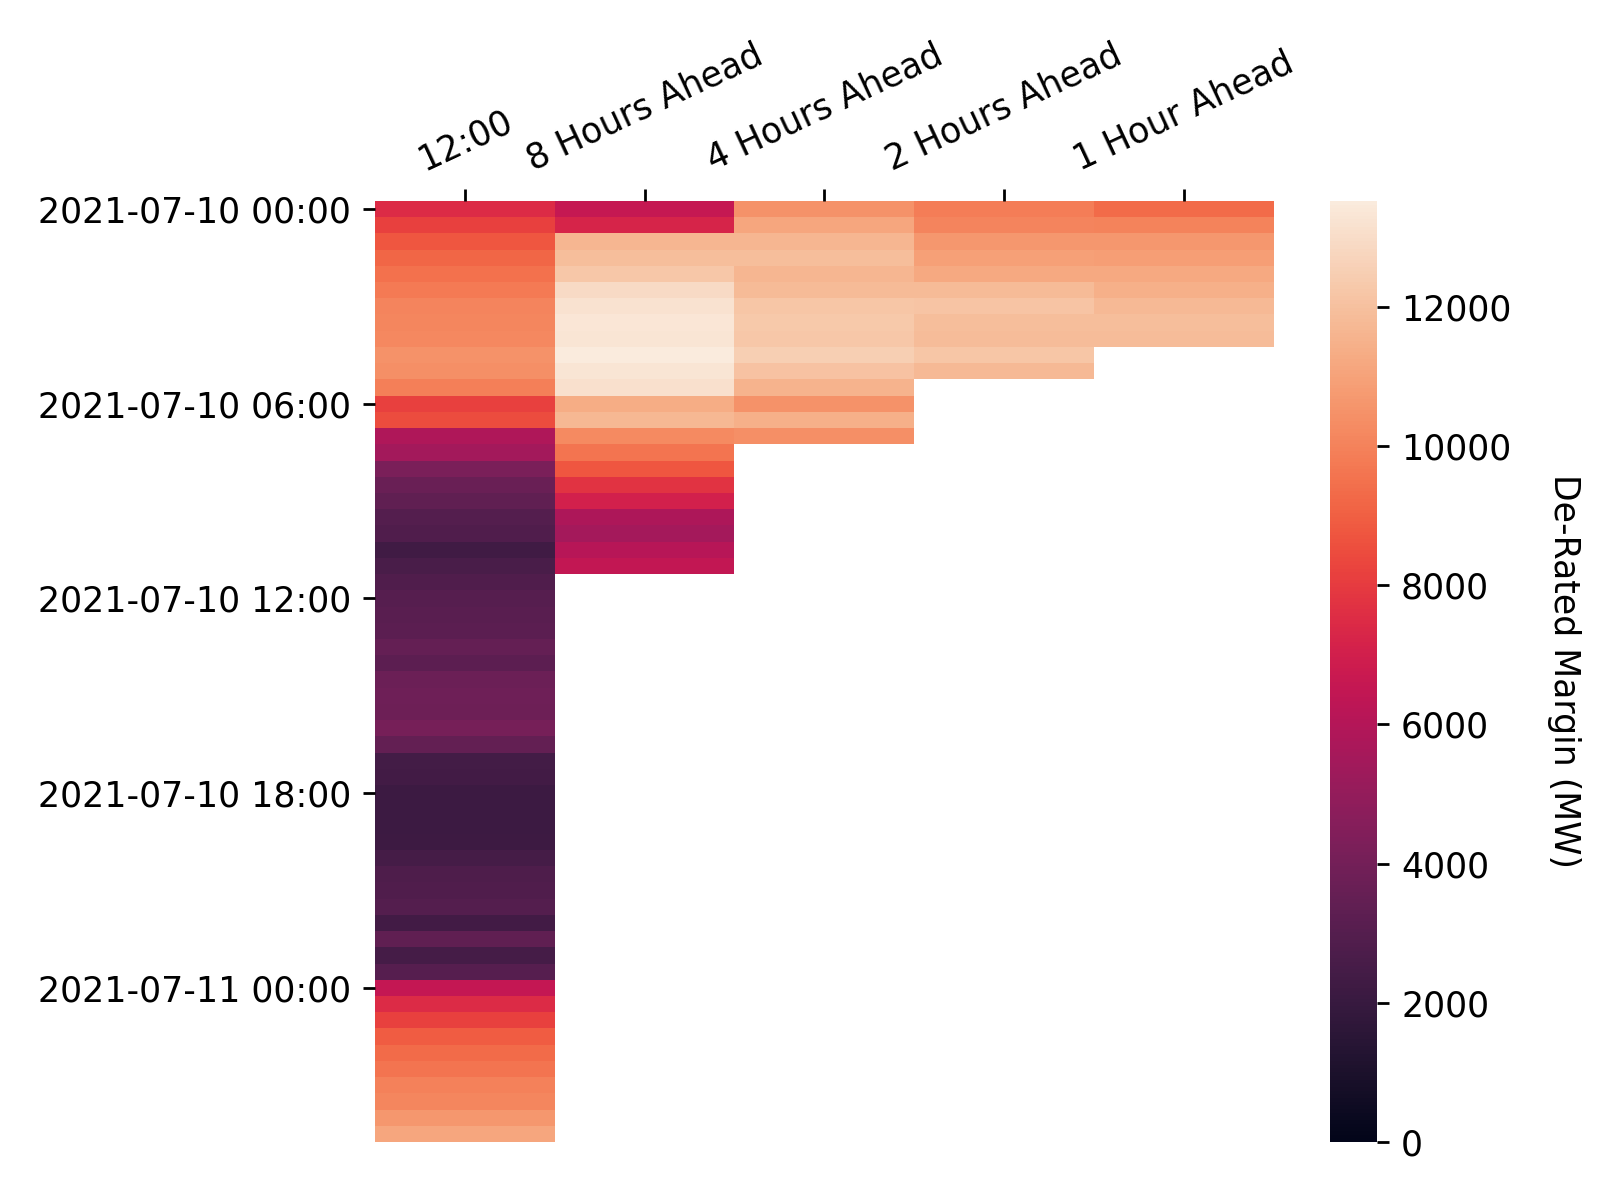 12:00
8 Hours Ahead
4 Hours Ahead
2 Hours Ahead
1 Hour Ahead
2021-07-10 00:00
2021-07-10 06:00
2021-07-10 12:00
2021-07-10 18:00
2021-07-11 00:00
12000
10000
8000
6000
4000
2000
0
De-Rated Margin (MW)